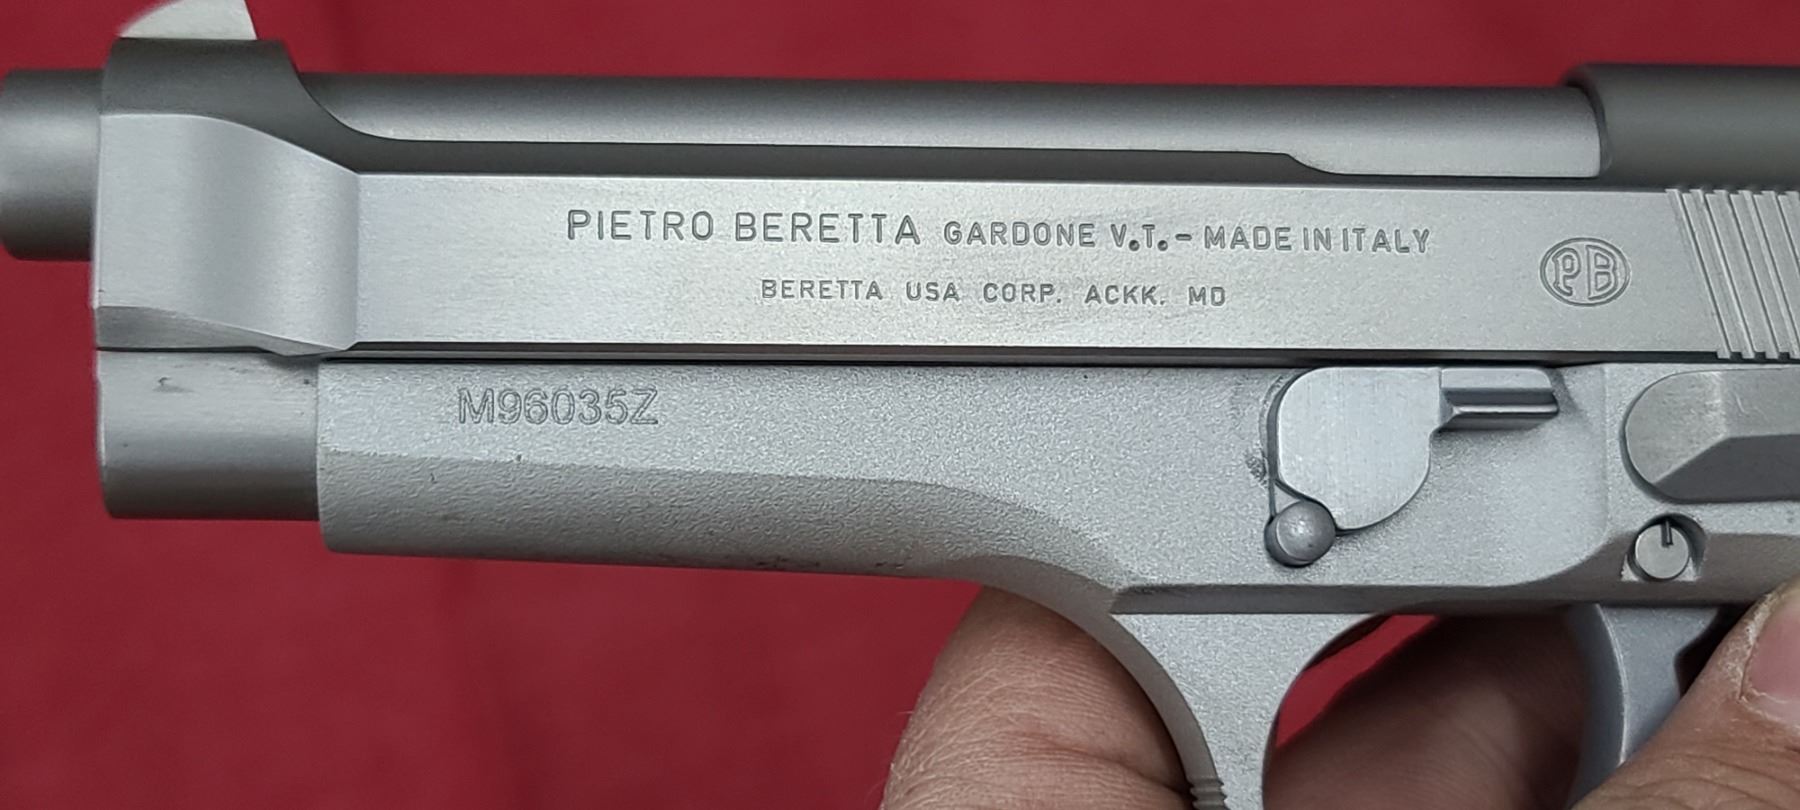 PIETRO BERETTA GARDONE V.T. - MADE IN ITALY
BERETTA USA CORP. ACKK. MD
PB
M96035Z